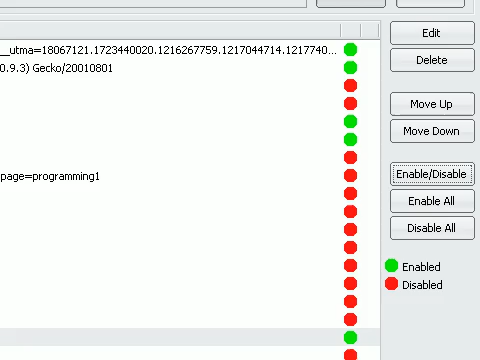 Edit
__utma=18067121.1723440020.1216267759.1217044714.1217740...
Delete
0.9.3) Gecko/20010801
Move Up
Move Down
page=programming1
Enable/Disable
Enable All
Disable All
Enabled
Disabled